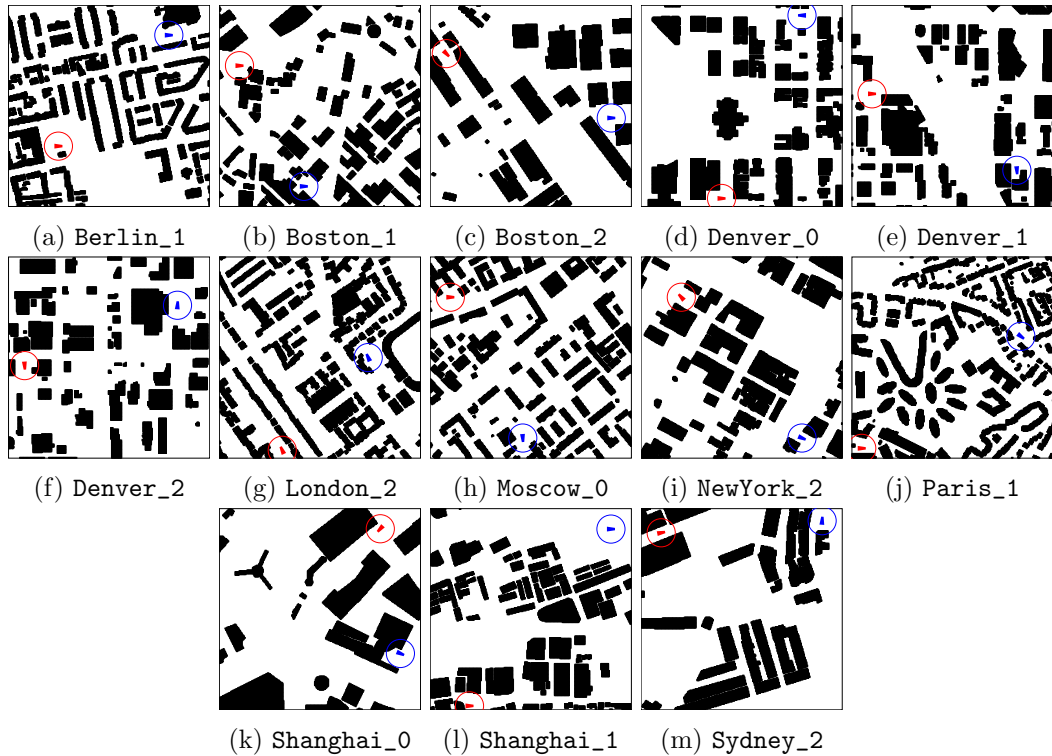 (a) Berlin_1 (b) Boston_1 (c) Boston_2 (d) Denver_0 (e) Denver_1
(f) Denver_2 (g) London_2 (h) Moscow_0 (i) NewYork_2 (j) Paris_1
(k) Shanghai_0 (l) Shanghai_1 (m) Sydney_2